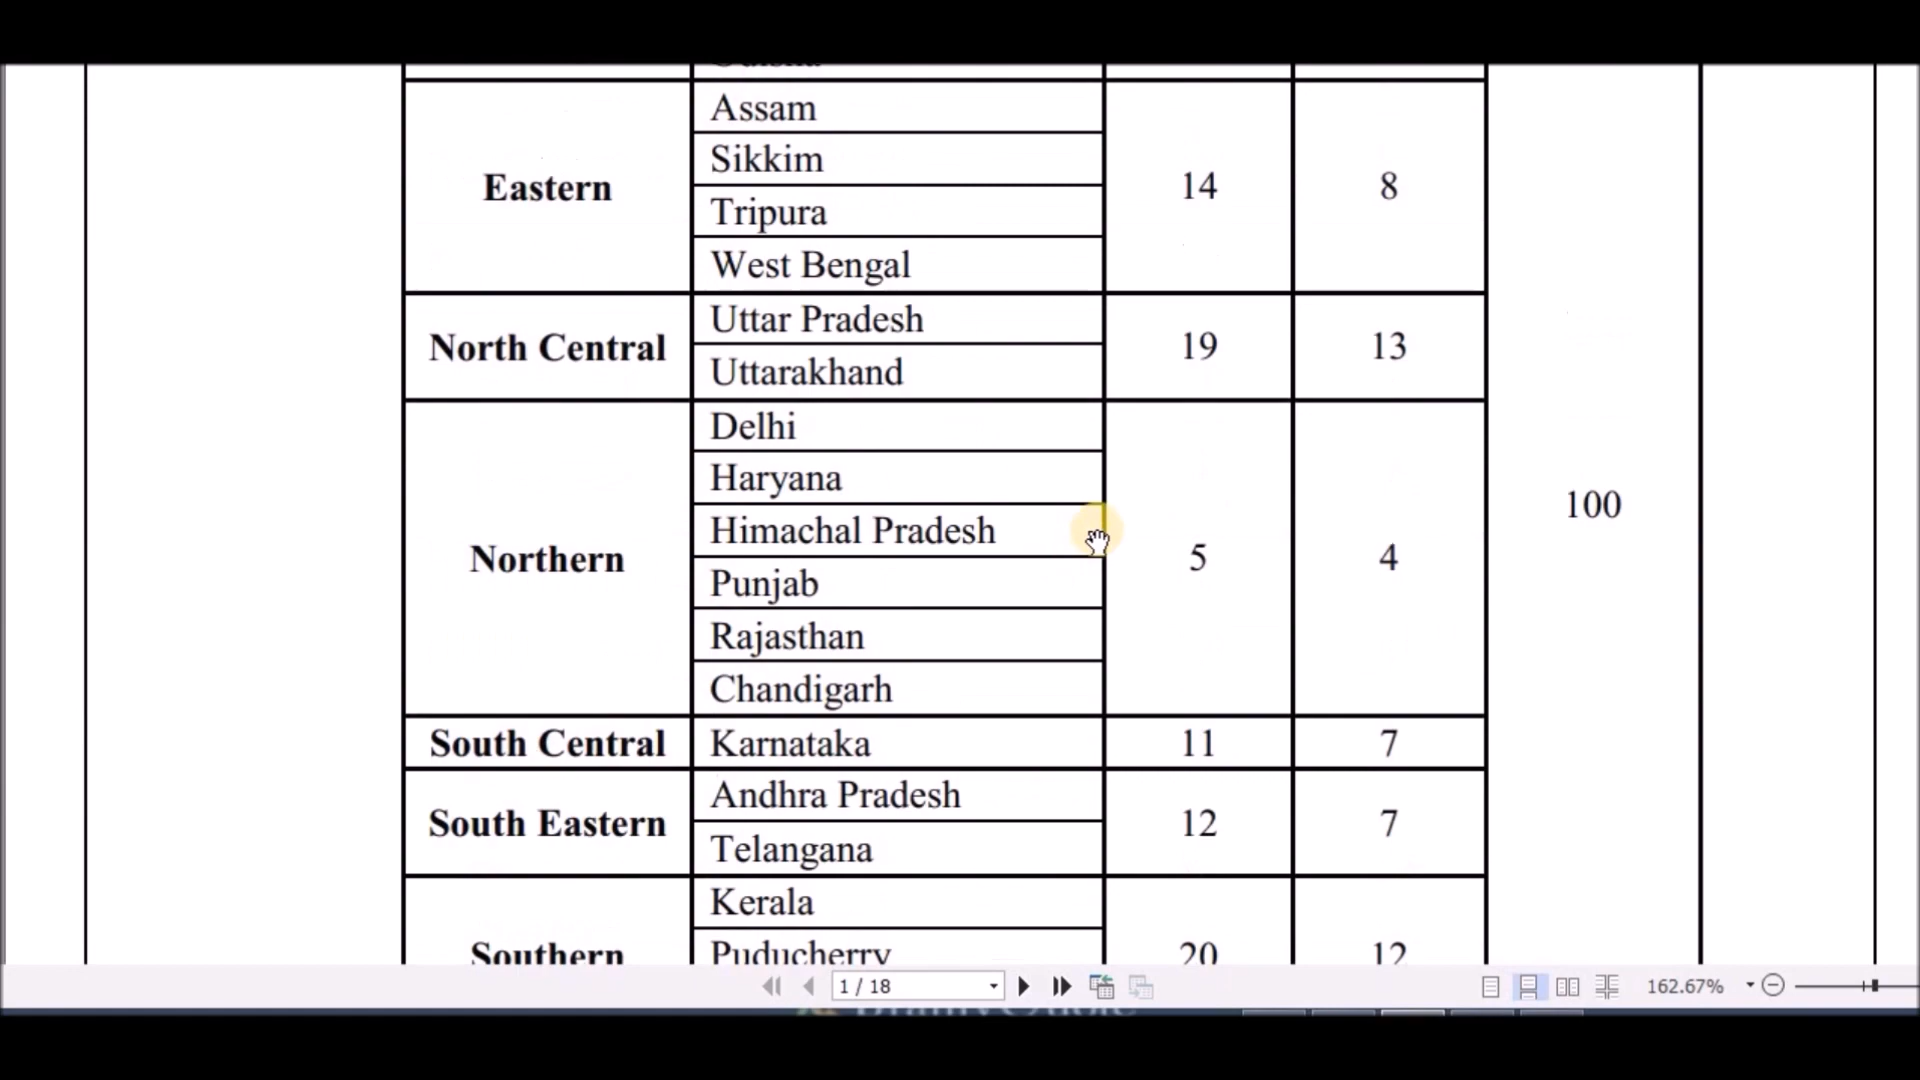 Eastern
Assam
Sikkim
Tripura
West Bengal
14
8
North Central
Uttar Pradesh
Uttarakhand
19
13
Northern
Delhi
Haryana
Himachal Pradesh
Punjab
Rajasthan
Chandigarh
5
4
100
South Central
Karnataka
11
7
South Eastern
Andhra Pradesh
Telangana
12
7
Southern
Kerala
Puducherry
20
12
1 / 18
162.67%